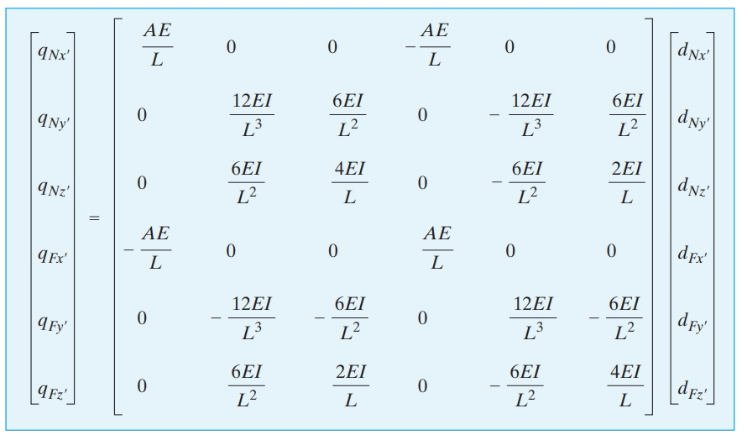 q_{Nx'} AE/L 0 0 -AE/L 0 0 d_{Nx'}
q_{Ny'} 0 12EI/L^3 6EI/L^2 0 -12EI/L^3 6EI/L^2 d_{Ny'}
q_{Nz'} 0 6EI/L^2 4EI/L 0 -6EI/L^2 2EI/L d_{Nz'}
=
q_{Fx'} -AE/L 0 0 AE/L 0 0 d_{Fx'}
q_{Fy'} 0 -12EI/L^3 -6EI/L^2 0 12EI/L^3 -6EI/L^2 d_{Fy'}
q_{Fz'} 0 6EI/L^2 2EI/L 0 -6EI/L^2 4EI/L d_{Fz'}